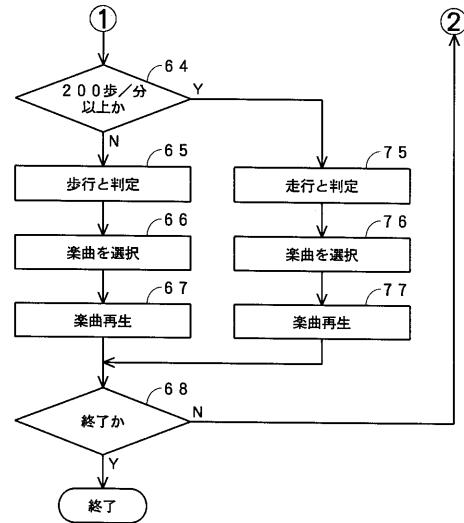 ①
②
64
200歩／分
以上か
Y
N
65
歩行と判定
75
走行と判定
66
楽曲を選択
76
楽曲を選択
67
楽曲再生
77
楽曲再生
68
終了か
N
Y
終了